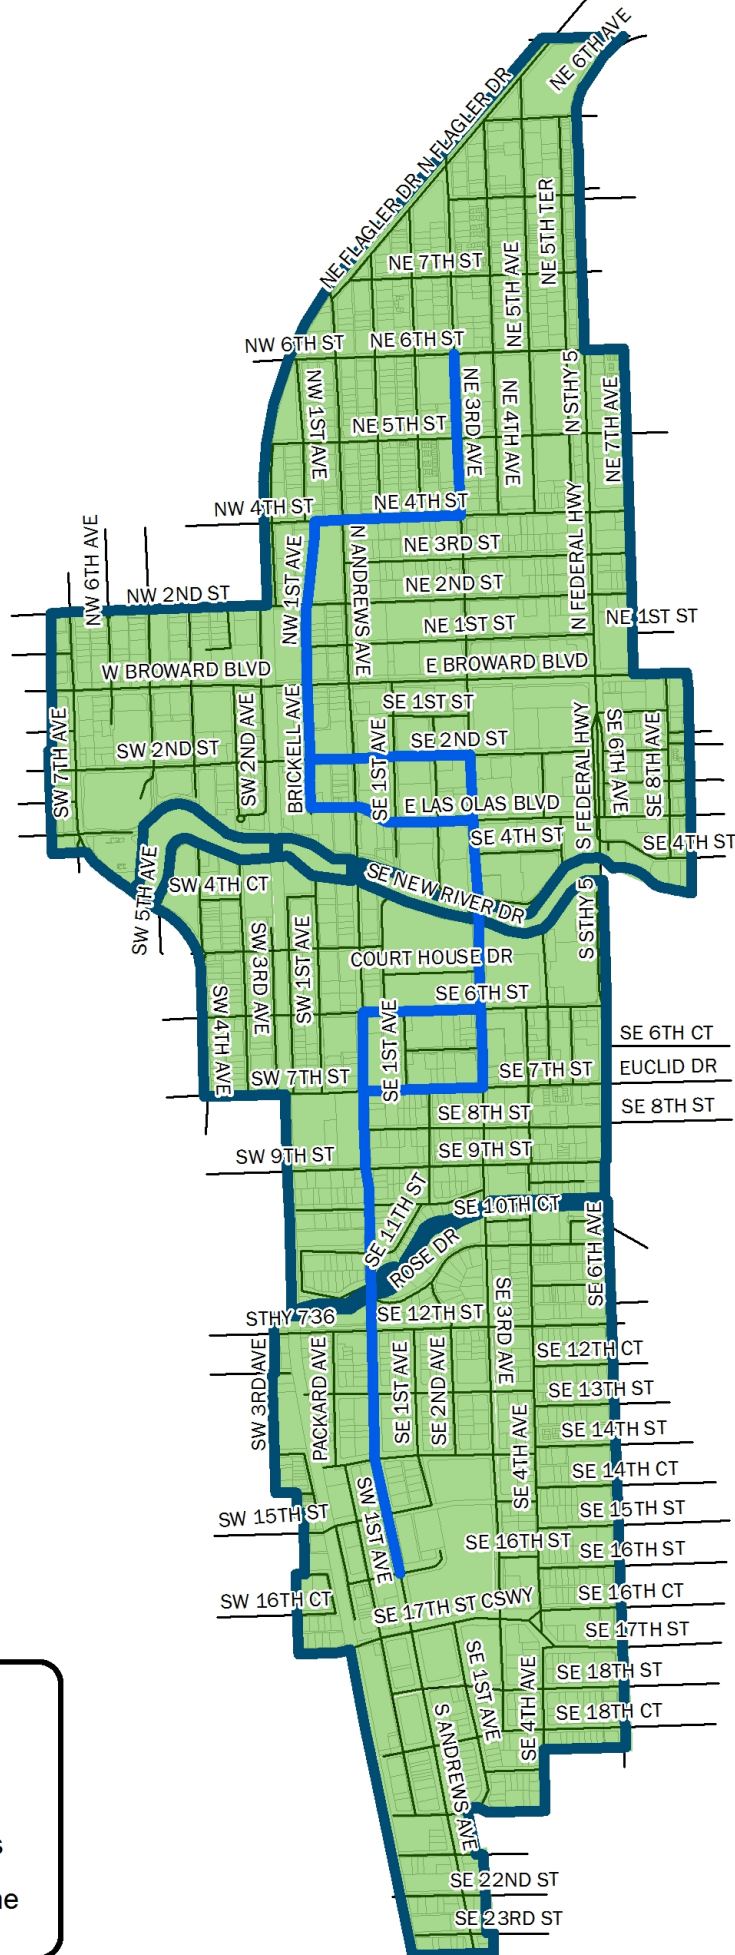 NE 6TH AVE
N FLAGLER DR
NE FLAGLER DR
NE 5TH TER
NE 7TH ST
NE 5TH AVE
NW 6TH ST
NE 6TH ST
N STHY 5
NW 1ST AVE
NE 3RD AVE
NE 4TH AVE
NE 7TH AVE
NE 5TH ST
NW 4TH ST
NE 4TH ST
N FEDERAL HWY
NW 6TH AVE
NW 1ST AVE
N ANDREWS AVE
NE 3RD ST
NE 2ND ST
NW 2ND ST
NE 1ST ST
NE 1ST ST
W BROWARD BLVD
E BROWARD BLVD
BRICKELL AVE
SE 1ST ST
SW 7TH AVE
SW 2ND ST
SW 2ND AVE
SE 1ST AVE
SE 2ND ST
S FEDERAL HWY
SE 6TH AVE
SE 8TH AVE
E LAS OLAS BLVD
SE 4TH ST
SE 4TH ST
SW 5TH AVE
SW 4TH CT
SE NEW RIVER DR
S STHY 5
SW 3RD AVE
SW 1ST AVE
COURT HOUSE DR
SW 4TH AVE
SE 6TH ST
SE 1ST AVE
SE 6TH CT
SW 7TH ST
SE 7TH ST
EUCLID DR
SE 8TH ST
SE 8TH ST
SW 9TH ST
SE 9TH ST
SE 11TH ST
SE 10TH CT
ROSE DR
SE 6TH AVE
STHY 736
SE 12TH ST
SE 3RD AVE
SW 3RD AVE
PACKARD AVE
SE 1ST AVE
SE 2ND AVE
SE 12TH CT
SE 13TH ST
SE 4TH AVE
SE 14TH ST
SE 14TH CT
SW 15TH ST
SW 1ST AVE
SE 15TH ST
SE 16TH ST
SE 16TH ST
SW 16TH CT
SE 17TH ST CSWY
SE 16TH CT
SE 17TH ST
SE 1ST AVE
SE 4TH AVE
SE 18TH ST
S ANDREWS AVE
SE 18TH CT
SE 22ND ST
SE 23RD ST